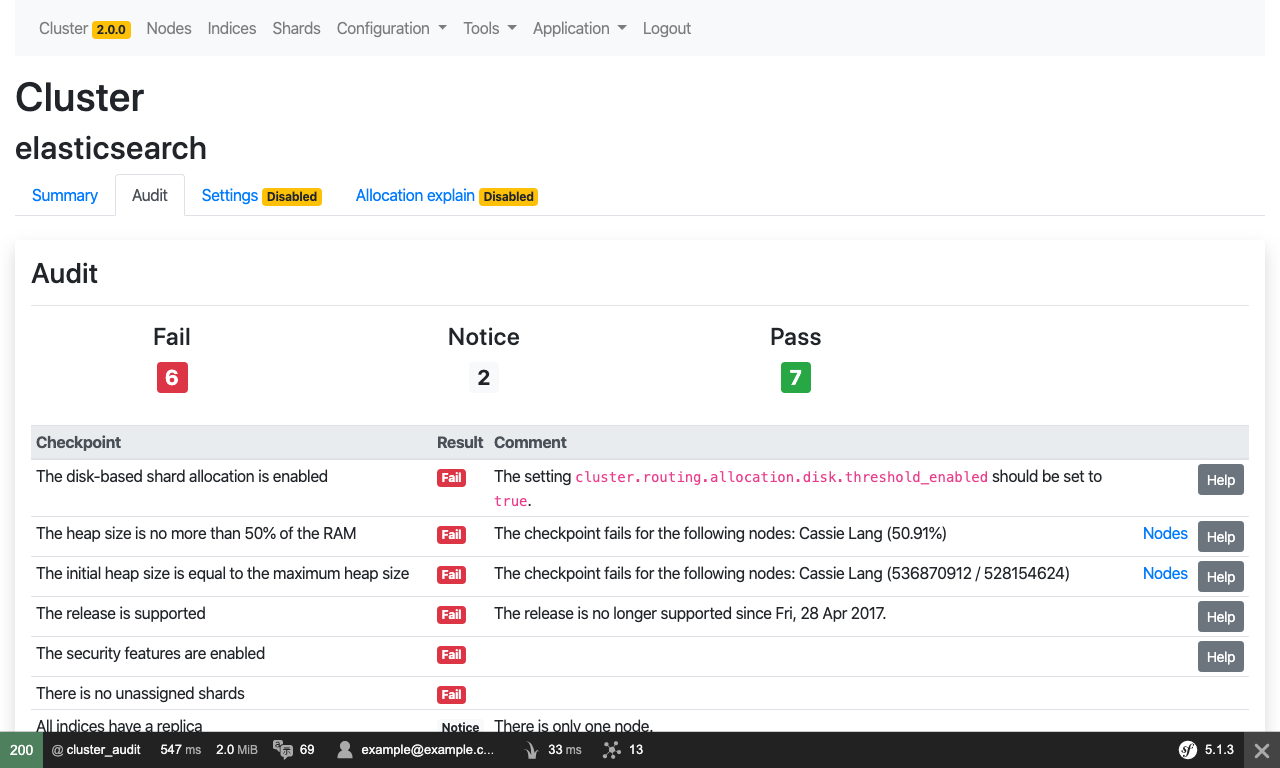 Cluster 2.0.0 Nodes Indices Shards Configuration Tools Application Logout
Cluster
elasticsearch
Summary Audit Settings Disabled Allocation explain Disabled
Audit
Fail Notice Pass
6 2 7
Checkpoint Result Comment
The disk-based shard allocation is enabled Fail The setting cluster.routing.allocation.disk.threshold_enabled should be set to Help
true.
The heap size is no more than 50% of the RAM Fail The checkpoint fails for the following nodes: Cassie Lang (50.91%) Nodes Help
The initial heap size is equal to the maximum heap size Fail The checkpoint fails for the following nodes: Cassie Lang (536870912 / 528154624) Nodes Help
The release is supported Fail The release is no longer supported since Fri, 28 Apr 2017. Help
The security features are enabled Fail Help
There is no unassigned shards Fail
All indices have a replica Notice There is only one node.
200 @ cluster_audit 547 ms 2.0 MiB 69 example@example.c... 33 ms 13 sf 5.1.3